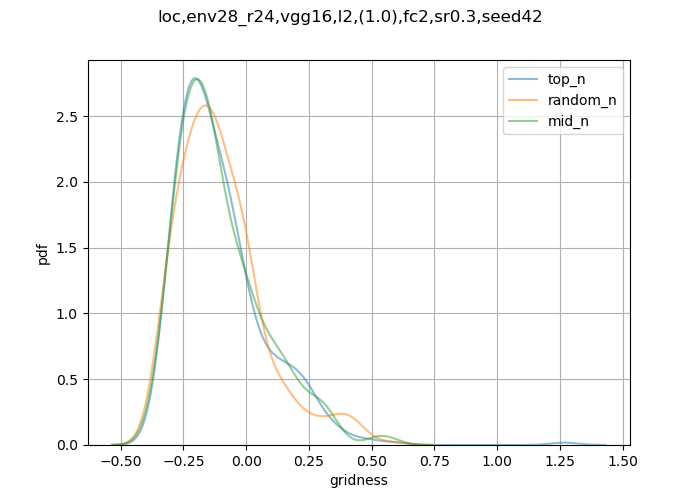 loc,env28_r24,vgg16,l2,(1.0),fc2,sr0.3,seed42
top_n
random_n
mid_n
pdf
2.5
2.0
1.5
1.0
0.5
0.0
−0.50 −0.25 0.00 0.25 0.50 0.75 1.00 1.25 1.50
gridness